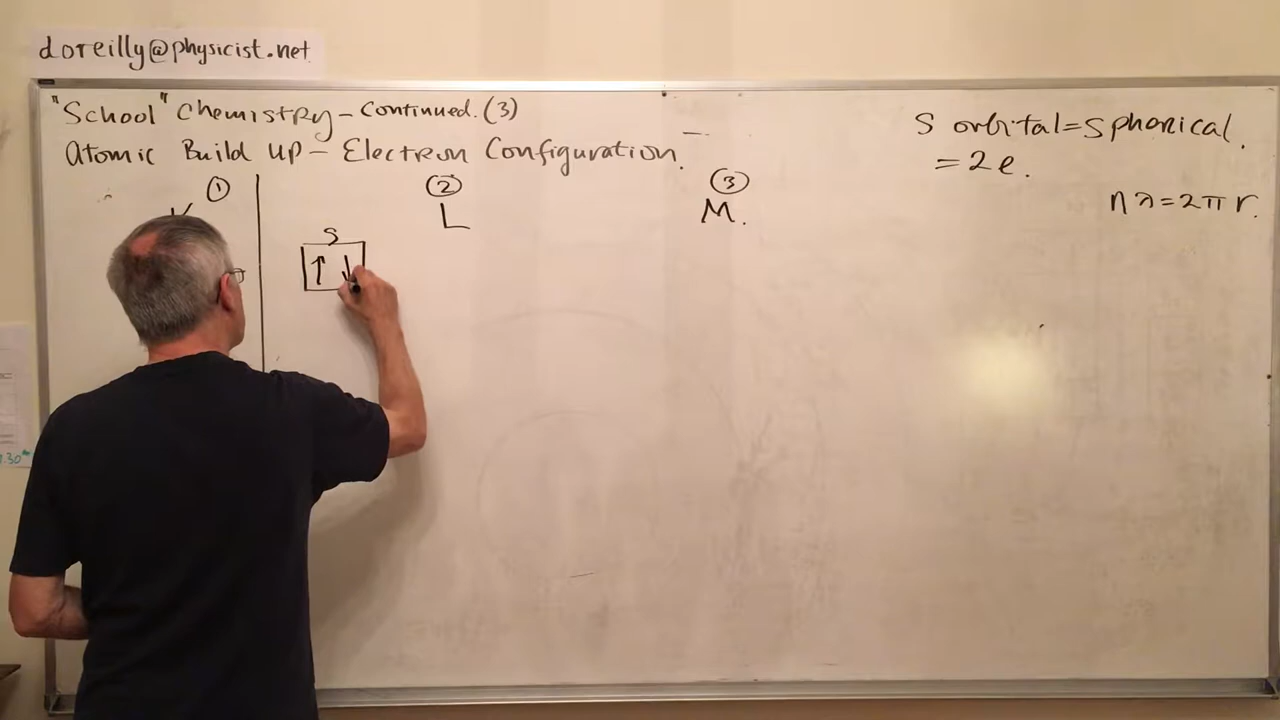 doreilly@physicist.net
"School" Chemistry - Continued. (3)
Atomic Build Up - Electron Configuration.
① ② ③
K L M.
S
↑ ↓
S orbital = Spherical.
= 2e.
nλ = 2πr.